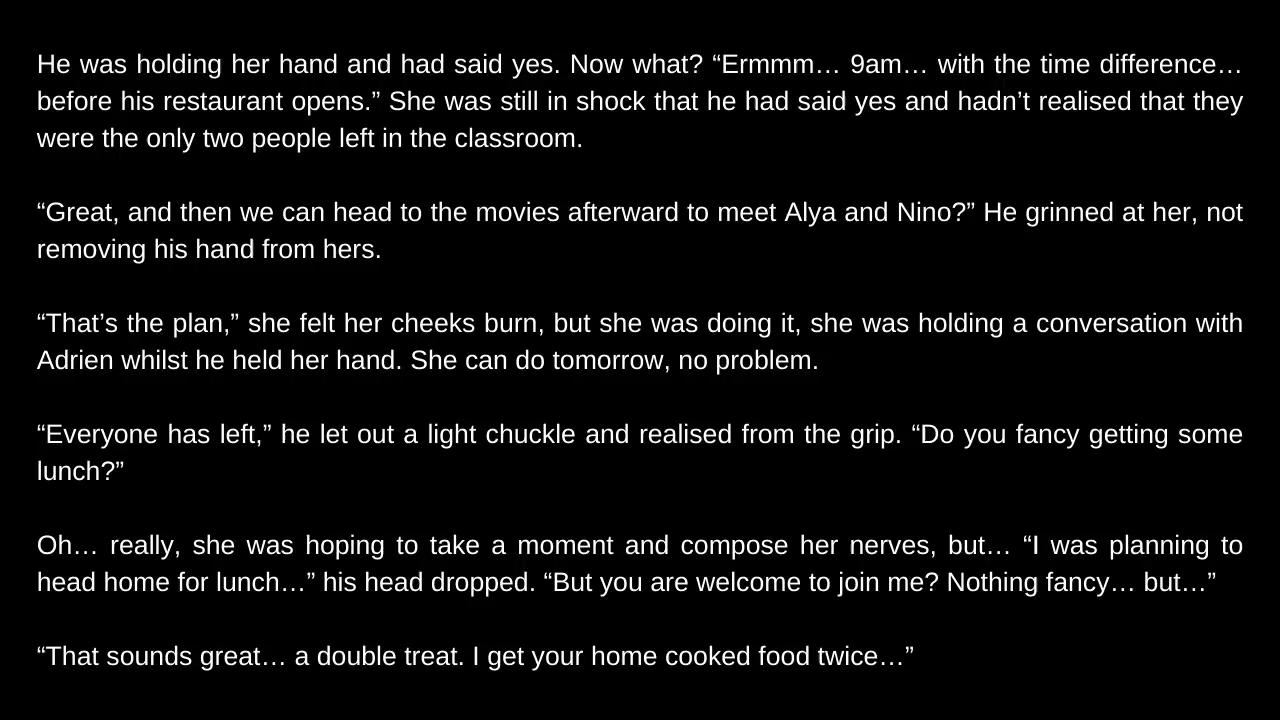 He was holding her hand and had said yes. Now what? “Ermmm… 9am… with the time difference…
before his restaurant opens.” She was still in shock that he had said yes and hadn’t realised that they
were the only two people left in the classroom.
“Great, and then we can head to the movies afterward to meet Alya and Nino?” He grinned at her, not
removing his hand from hers.
“That’s the plan,” she felt her cheeks burn, but she was doing it, she was holding a conversation with
Adrien whilst he held her hand. She can do tomorrow, no problem.
“Everyone has left,” he let out a light chuckle and realised from the grip. “Do you fancy getting some
lunch?”
Oh… really, she was hoping to take a moment and compose her nerves, but… “I was planning to
head home for lunch…” his head dropped. “But you are welcome to join me? Nothing fancy… but…”
“That sounds great… a double treat. I get your home cooked food twice…”